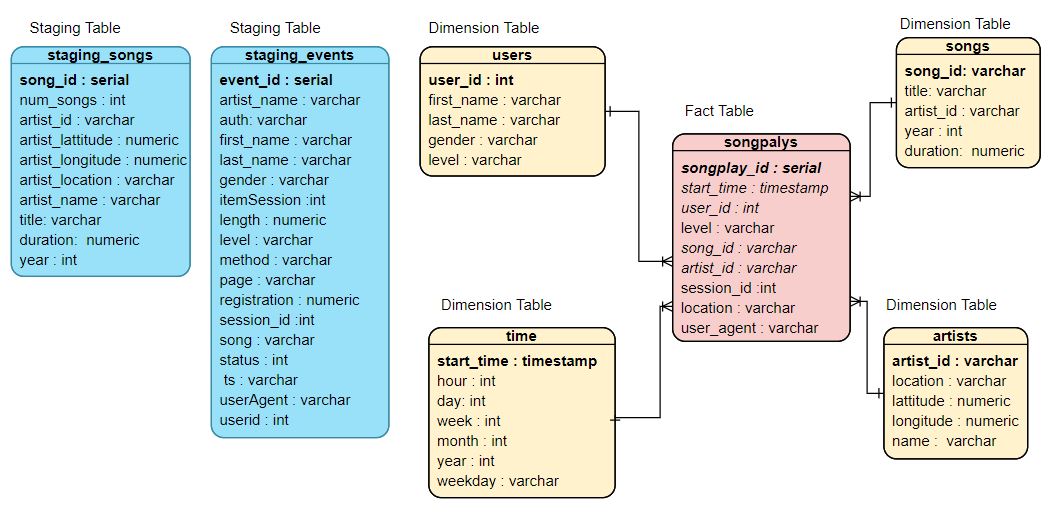 Staging Table
staging_songs
song_id : serial
num_songs : int
artist_id : varchar
artist_lattitude : numeric
artist_longitude : numeric
artist_location : varchar
artist_name : varchar
title: varchar
duration:  numeric
year : int
Staging Table
staging_events
event_id : serial
artist_name : varchar
auth: varchar
first_name : varchar
last_name : varchar
gender : varchar
itemSession :int
length : numeric
level : varchar
method : varchar
page : varchar
registration : numeric
session_id :int
song : varchar
status : int
ts : varchar
userAgent : varchar
userid : int
Dimension Table
users
user_id : int
first_name : varchar
last_name : varchar
gender : varchar
level : varchar
Dimension Table
time
start_time : timestamp
hour : int
day: int
week : int
month : int
year : int
weekday : varchar
Fact Table
songpalys
songplay_id : serial
start_time : timestamp
user_id : int
level : varchar
song_id : varchar
artist_id : varchar
session_id :int
location : varchar
user_agent : varchar
Dimension Table
songs
song_id: varchar
title: varchar
artist_id : varchar
year : int
duration:  numeric
Dimension Table
artists
artist_id : varchar
location : varchar
lattitude : numeric
longitude : numeric
name :  varchar